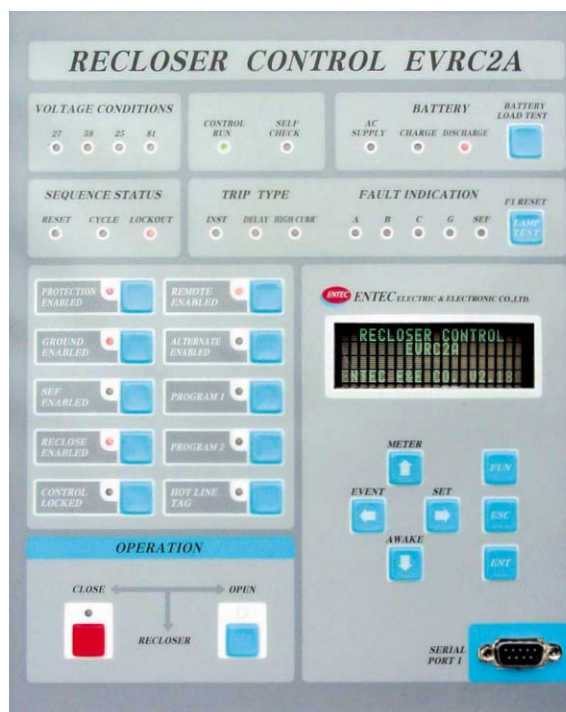 RECLOSER CONTROL EVRC2A
VOLTAGE CONDITIONS
27 59 25 81
CONTROL RUN
SELF CHECK
BATTERY
AC SUPPLY
CHARGE
DISCHARGE
BATTERY LOAD TEST
SEQUENCE STATUS
RESET CYCLE LOCKOUT
TRIP TYPE
INST DELAY HIGH CURR'
FAULT INDICATION
A B C G SEF
F1 RESET
LAMP TEST
PROTECTION ENABLED
REMOTE ENABLED
GROUND ENABLED
ALTERNATE ENABLED
SEF ENABLED
PROGRAM 1
RECLOSE ENABLED
PROGRAM 2
CONTROL LOCKED
HOT LINE TAG
ENTEC
ENTEC ELECTRIC & ELECTRONIC CO.,LTD.
RECLOSER CONTROL
EVRC2A
NTEC E&E CO. V2.18
METER
FUN
EVENT
SET
ESC
AWAKE
ENT
OPERATION
CLOSE
OPEN
RECLOSER
SERIAL PORT 1